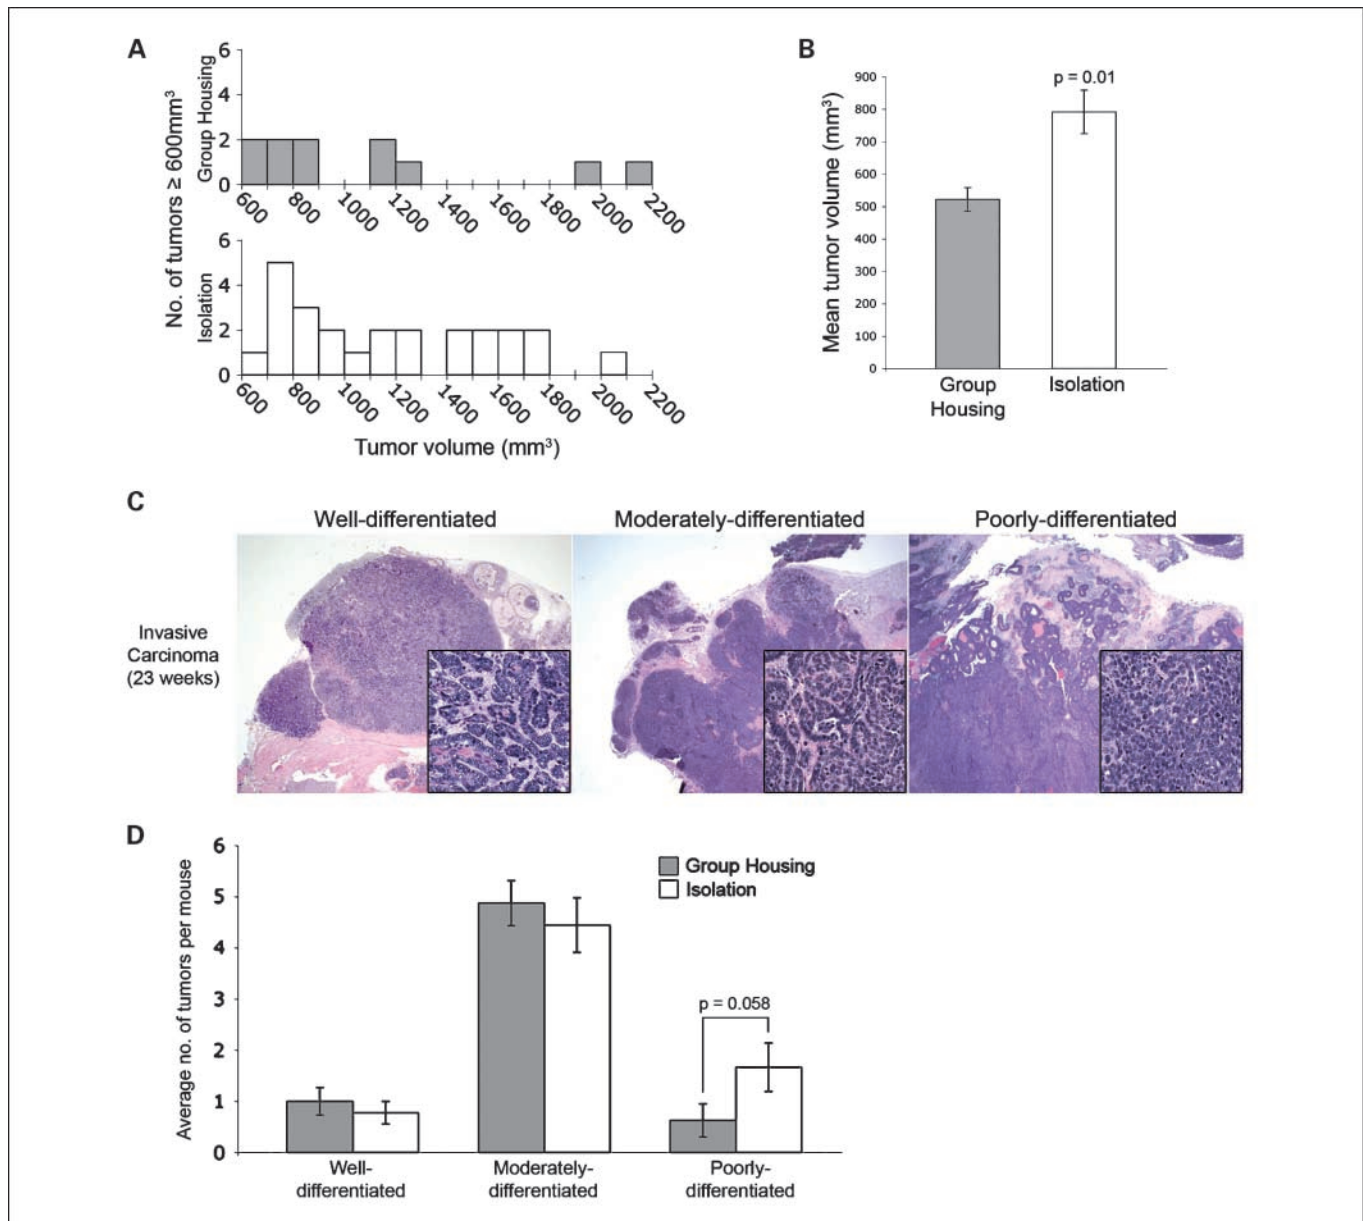 A
No. of tumors ≥ 600mm³
Group Housing
6
4
2
0
600
800
1000
1200
1400
1600
1800
2000
2200
Isolation
6
4
2
0
600
800
1000
1200
1400
1600
1800
2000
2200
Tumor volume (mm³)
B
Mean tumor volume (mm³)
900
800
700
600
500
400
300
200
100
0
p = 0.01
Group
Housing
Isolation
C
Well-differentiated
Moderately-differentiated
Poorly-differentiated
Invasive
Carcinoma
(23 weeks)
D
Average no. of tumors per mouse
6
5
4
3
2
1
0
Group Housing
Isolation
p = 0.058
Well-
differentiated
Moderately-
differentiated
Poorly-
differentiated